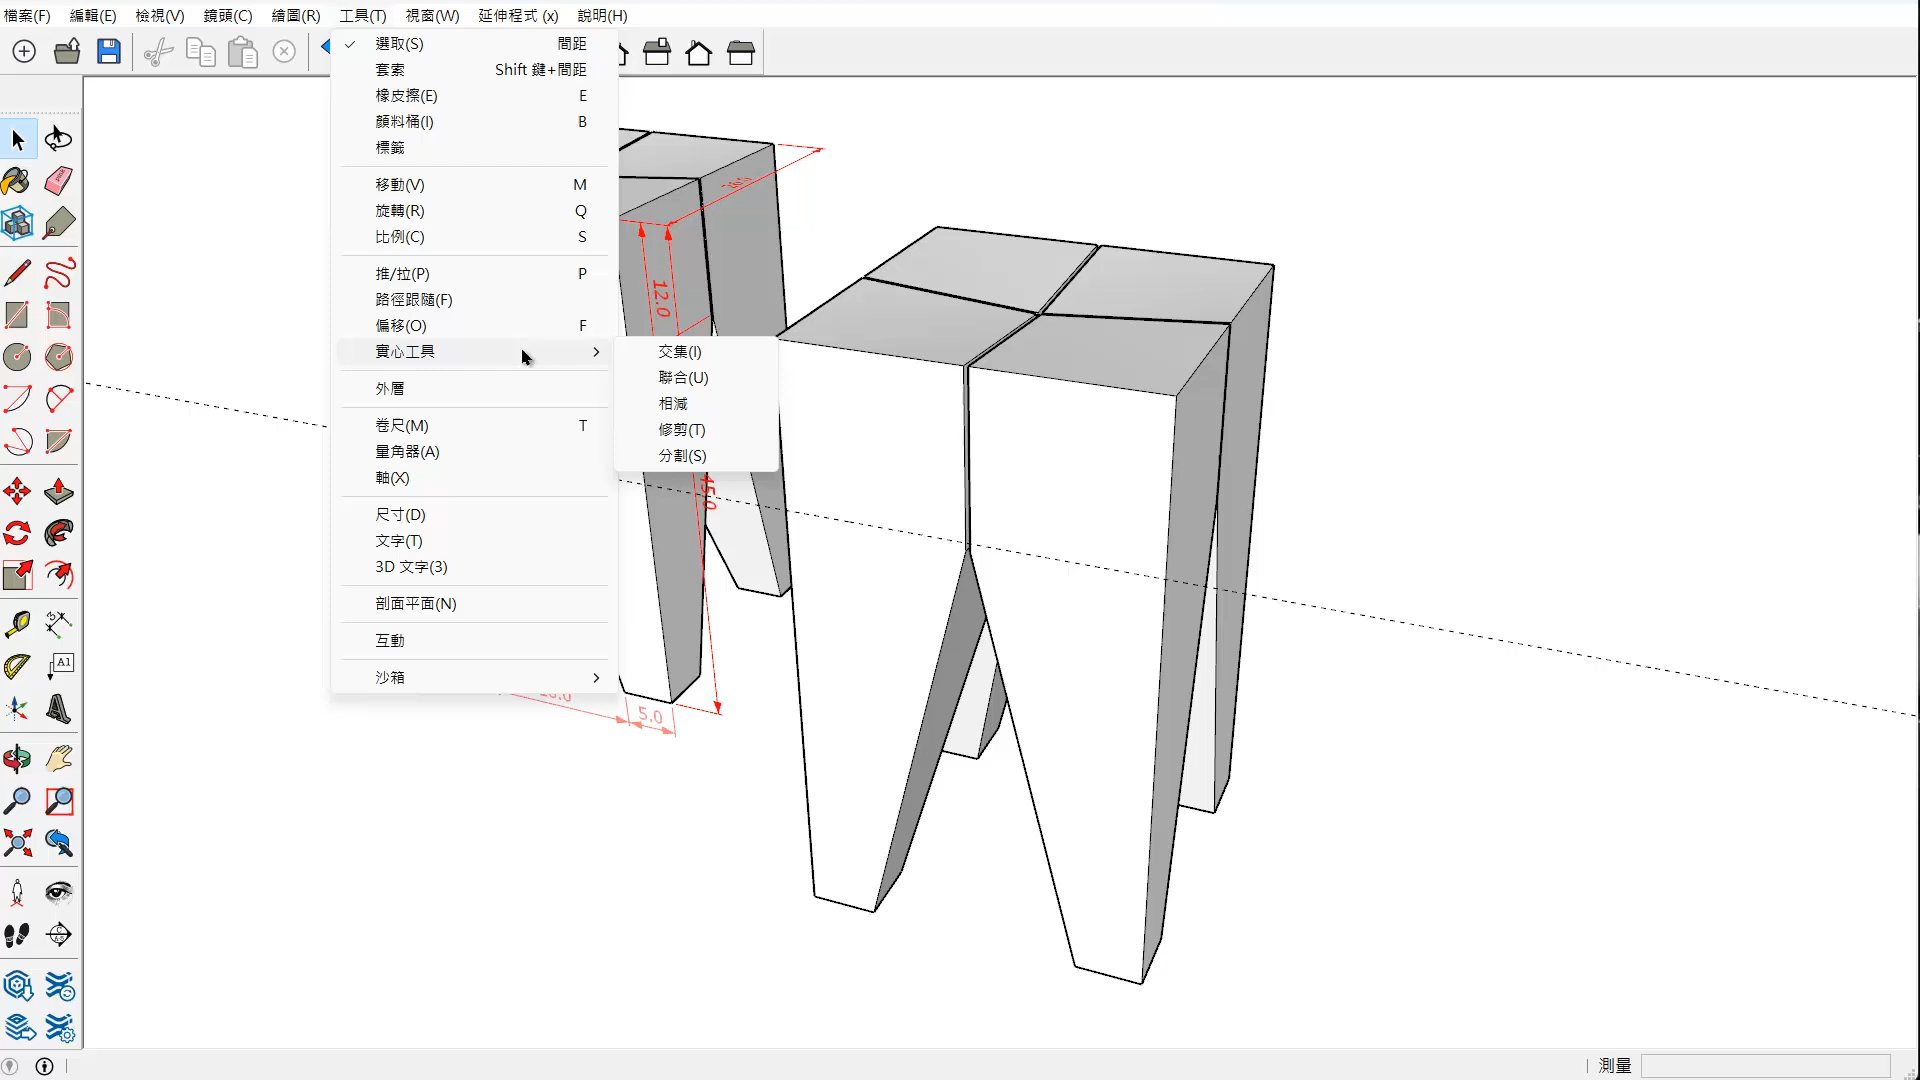 檔案(F) 編輯(E) 檢視(V) 鏡頭(C) 繪圖(R) 工具(T) 視窗(W) 延伸程式 (x) 說明(H)
選取(S) 間距
套索 Shift 鍵+間距
橡皮擦(E) E
顏料桶(I) B
標籤
移動(V) M
旋轉(R) Q
比例(C) S
推/拉(P) P
路徑跟隨(F)
偏移(O) F
實心工具
外層
卷尺(M) T
量角器(A)
軸(X)
尺寸(D)
文字(T)
3D 文字(3)
剖面平面(N)
互動
沙箱
交集(I)
聯合(U)
相減
修剪(T)
分割(S)
12.0
45.0
5.0
A1
測量